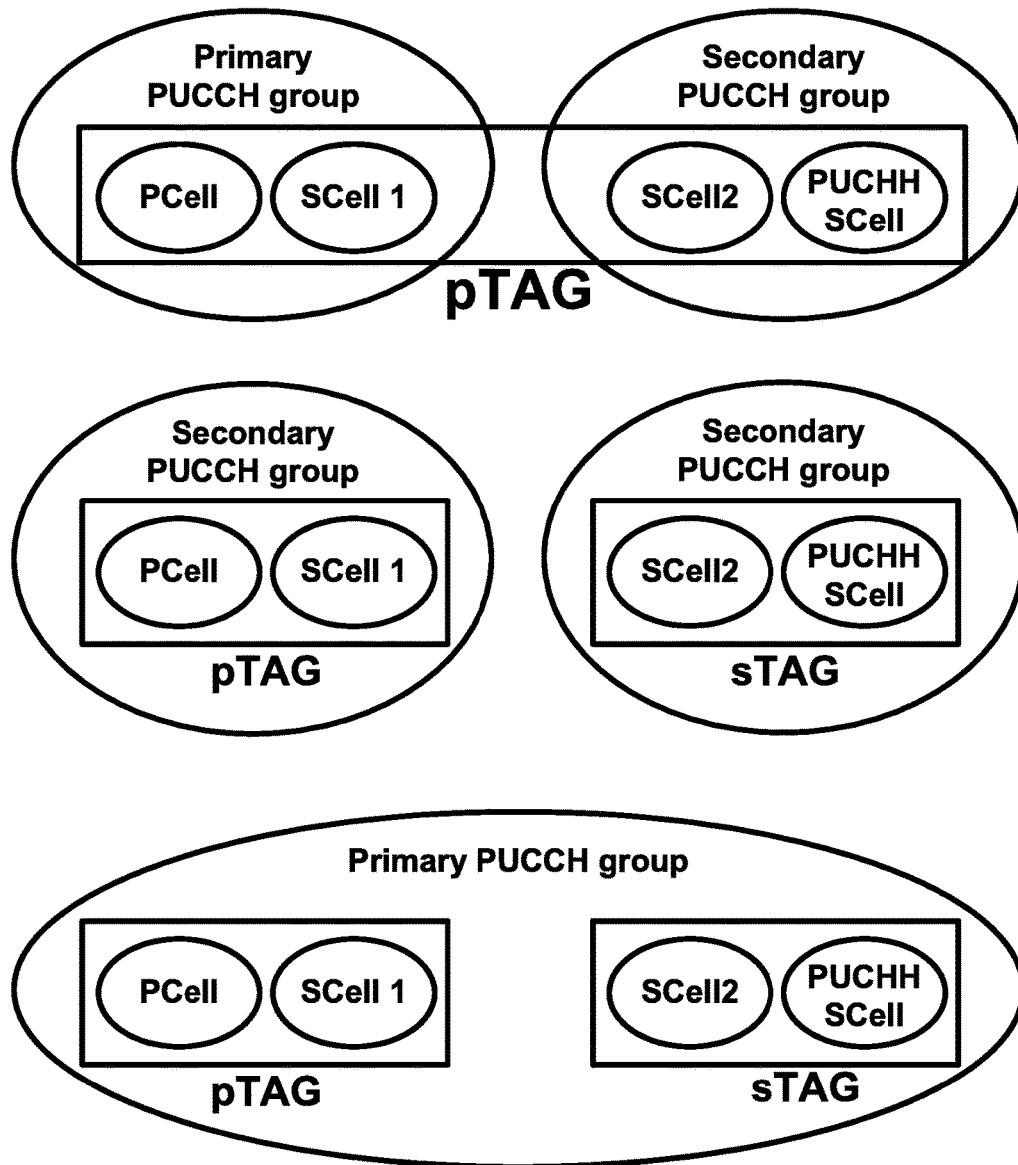 Primary
PUCCH group
Secondary
PUCCH group
PCell
SCell 1
SCell2
PUCHH
SCell
pTAG
Secondary
PUCCH group
Secondary
PUCCH group
PCell
SCell 1
SCell2
PUCHH
SCell
pTAG
sTAG
Primary PUCCH group
PCell
SCell 1
SCell2
PUCHH
SCell
pTAG
sTAG